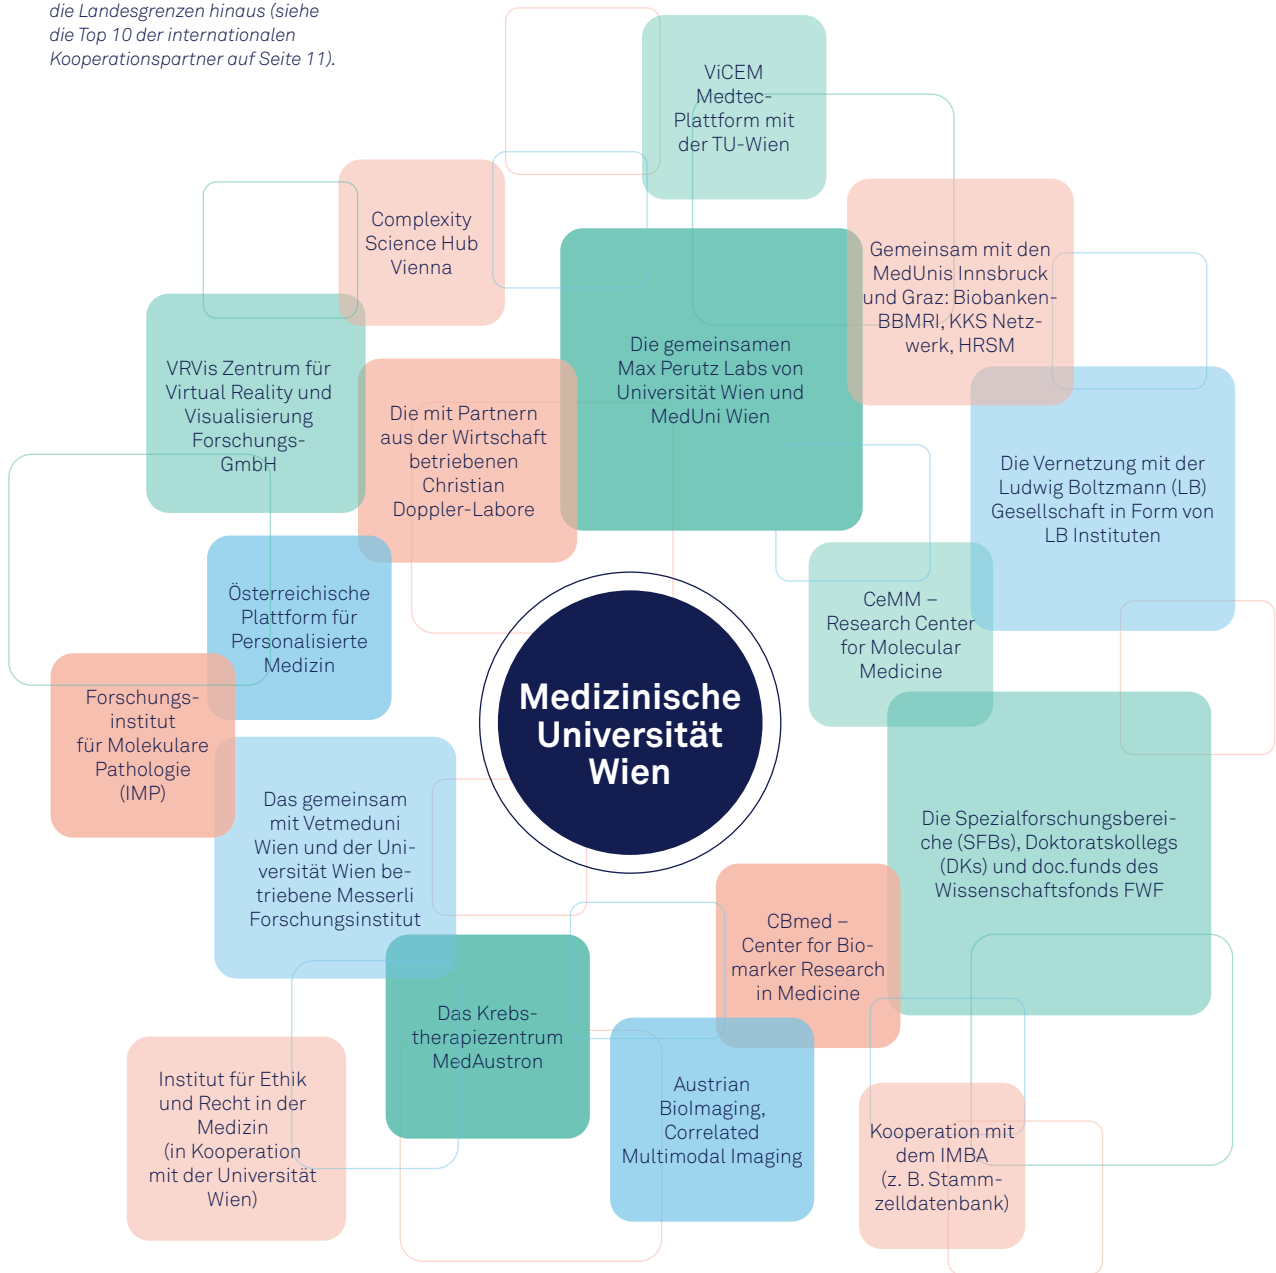 die Landesgrenzen hinaus (siehe
die Top 10 der internationalen
Kooperationspartner auf Seite 11).
ViCEM
Medtec-
Plattform mit
der TU-Wien
Complexity
Science Hub
Vienna
Gemeinsam mit den
MedUnis Innsbruck
und Graz: Biobanken-
BBMRI, KKS Netz-
werk, HRSM
Die gemeinsamen
Max Perutz Labs von
Universität Wien und
MedUni Wien
VRVis Zentrum für
Virtual Reality und
Visualisierung
Forschungs-
GmbH
Die mit Partnern
aus der Wirtschaft
betriebenen
Christian
Doppler-Labore
Die Vernetzung mit der
Ludwig Boltzmann (LB)
Gesellschaft in Form von
LB Instituten
Österreichische
Plattform für
Personalisierte
Medizin
CeMM –
Research Center
for Molecular
Medicine
Forschungs-
institut
für Molekulare
Pathologie
(IMP)
Medizinische
Universität
Wien
Das gemeinsam
mit Vetmeduni
Wien und der Uni-
versität Wien be-
triebene Messerli
Forschungsinstitut
Die Spezialforschungsberei-
che (SFBs), Doktoratskollegs
(DKs) und doc.funds des
Wissenschaftsfonds FWF
CBmed –
Center for Bio-
marker Research
in Medicine
Das Krebs-
therapiezentrum
MedAustron
Institut für Ethik
und Recht in der
Medizin
(in Kooperation
mit der Universität
Wien)
Austrian
BioImaging,
Correlated
Multimodal Imaging
Kooperation mit
dem IMBA
(z. B. Stamm-
zelldatenbank)